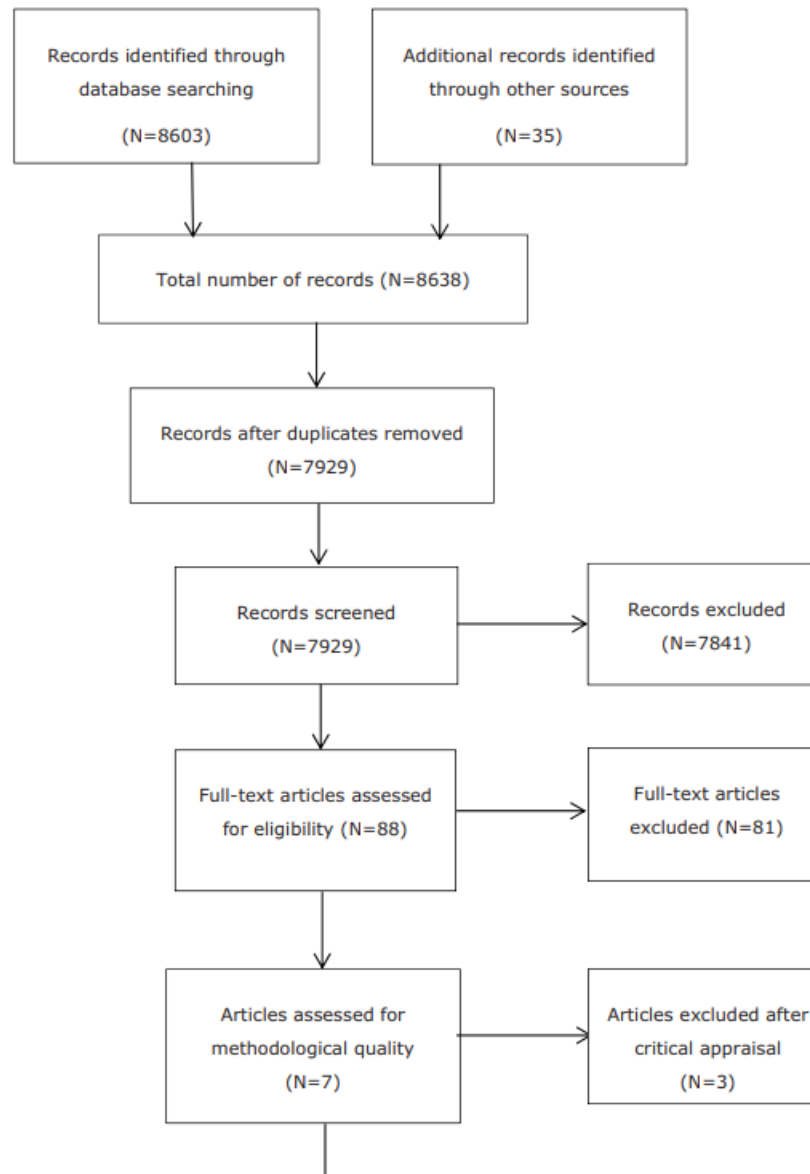 Records identified through
database searching
(N=8603)
Additional records identified
through other sources
(N=35)
Total number of records (N=8638)
Records after duplicates removed
(N=7929)
Records screened
(N=7929)
Records excluded
(N=7841)
Full-text articles assessed
for eligibility (N=88)
Full-text articles
excluded (N=81)
Articles assessed for
methodological quality
(N=7)
Articles excluded after
critical appraisal
(N=3)